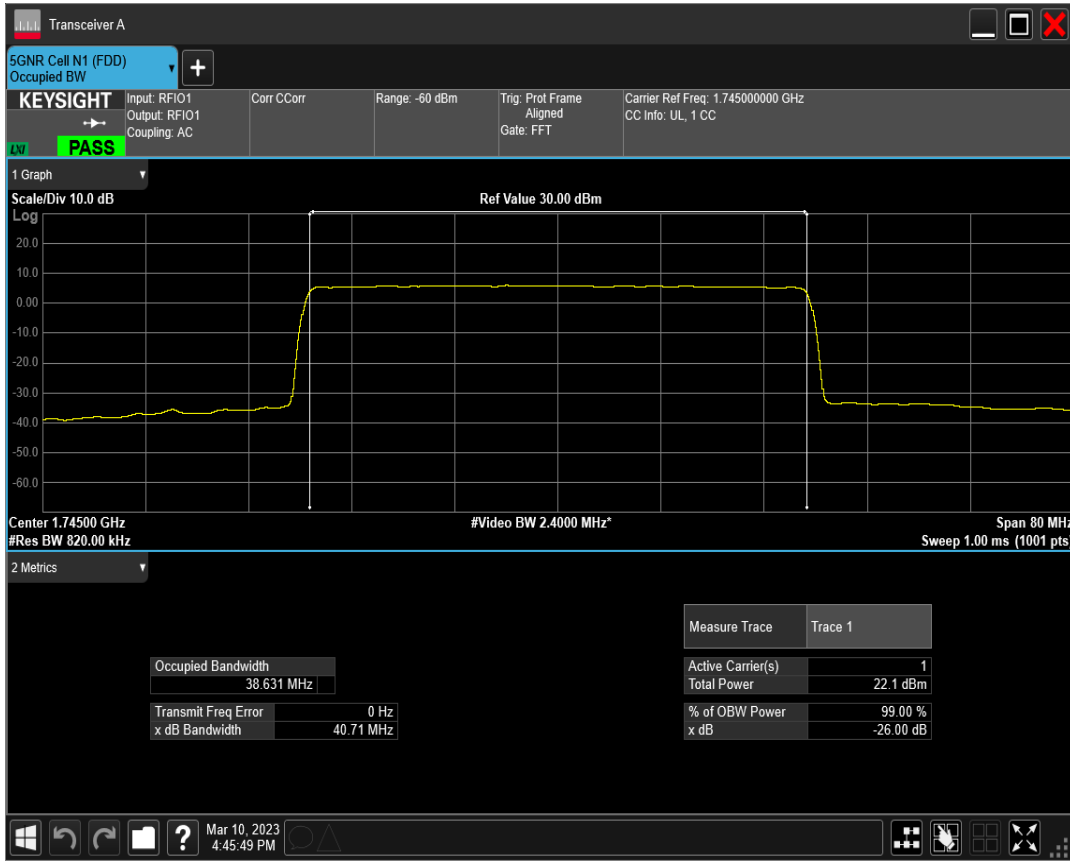 Transceiver A
5GNR Cell N1 (FDD)
Occupied BW
KEYSIGHT
LXI
PASS
Input: RFIO1
Output: RFIO1
Coupling: AC
Corr CCorr
Range: -60 dBm
Trig: Prot Frame
Aligned
Gate: FFT
Carrier Ref Freq: 1.745000000 GHz
CC Info: UL, 1 CC
1 Graph
Scale/Div 10.0 dB
Ref Value 30.00 dBm
Log
20.0
10.0
0.00
-10.0
-20.0
-30.0
-40.0
-50.0
-60.0
Center 1.74500 GHz
#Video BW 2.4000 MHz*
Span 80 MHz
#Res BW 820.00 kHz
Sweep 1.00 ms (1001 pts)
2 Metrics
Measure Trace Trace 1
Occupied Bandwidth
38.631 MHz
Transmit Freq Error 0 Hz
x dB Bandwidth 40.71 MHz
Active Carrier(s) 1
Total Power 22.1 dBm
% of OBW Power 99.00 %
x dB -26.00 dB
?
Mar 10, 2023
4:45:49 PM